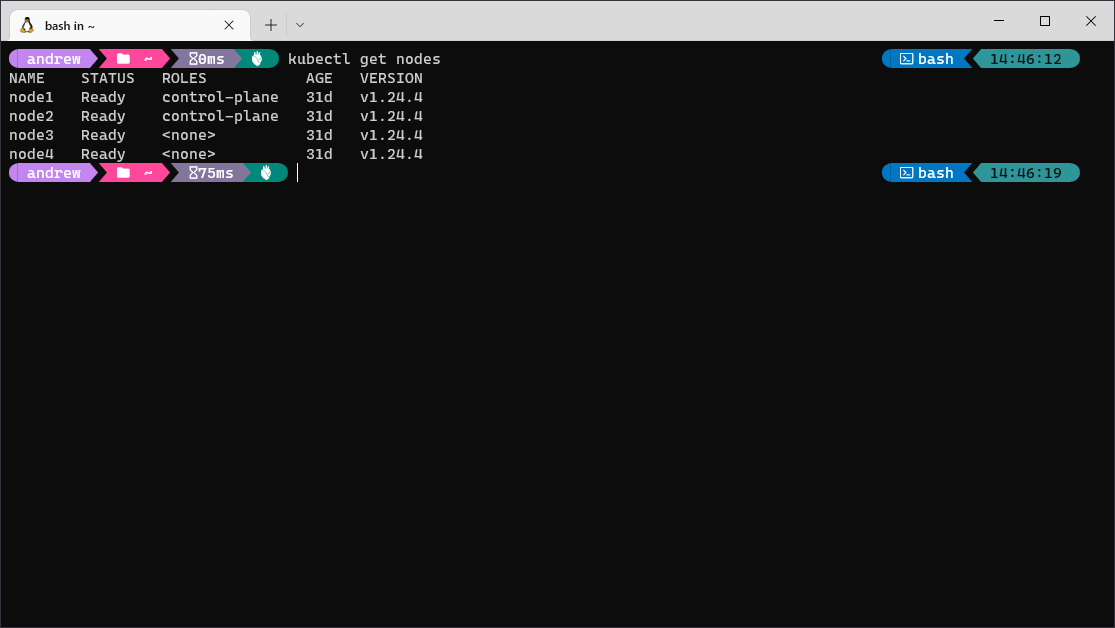 bash in ~
andrew ~ 0ms kubectl get nodes bash 14:46:12
NAME STATUS ROLES AGE VERSION
node1 Ready control-plane 31d v1.24.4
node2 Ready control-plane 31d v1.24.4
node3 Ready <none> 31d v1.24.4
node4 Ready <none> 31d v1.24.4
andrew ~ 75ms bash 14:46:19